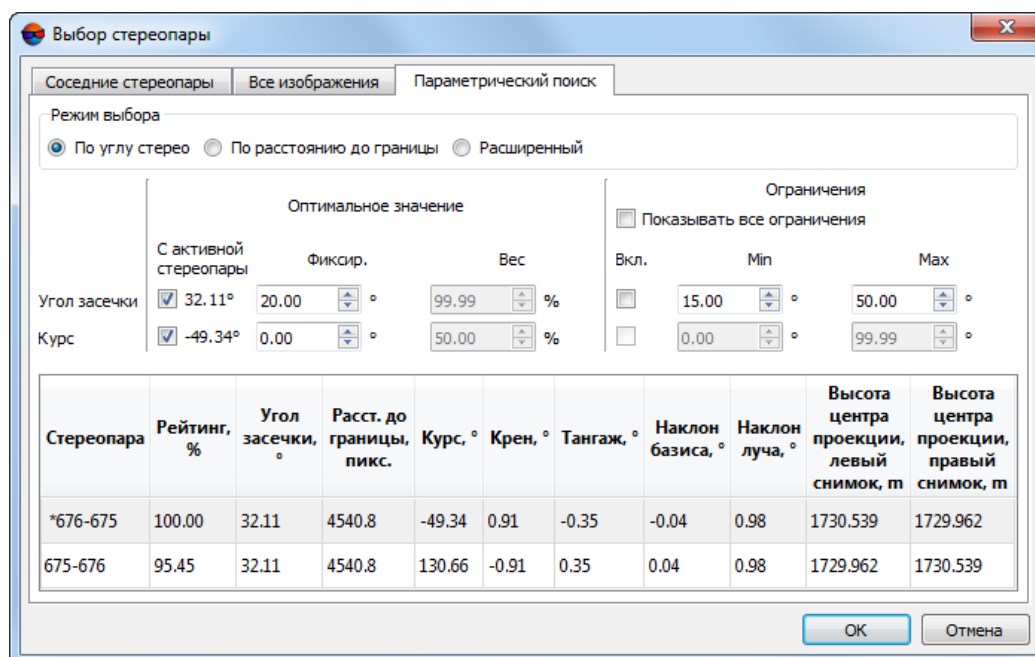 Выбор стереопары
Соседние стереопары Все изображения Параметрический поиск
Режим выбора
По углу стерео По расстоянию до границы Расширенный
Оптимальное значение
Ограничения
Показывать все ограничения
С активной стереопары Фиксир. Вес Вкл. Min Max
Угол засечки 32.11° 20.00 ° 99.99 % 15.00 ° 50.00 °
Курс -49.34° 0.00 ° 50.00 % 0.00 ° 99.99 °
Стереопара Рейтинг, % Угол засечки, ° Расст. до границы, пикс. Курс, ° Крен, ° Тангаж, ° Наклон базиса, ° Наклон луча, ° Высота центра проекции, левый снимок, m Высота центра проекции, правый снимок, m
*676-675 100.00 32.11 4540.8 -49.34 0.91 -0.35 -0.04 0.98 1730.539 1729.962
675-676 95.45 32.11 4540.8 130.66 -0.91 0.35 0.04 0.98 1729.962 1730.539
OK Отмена